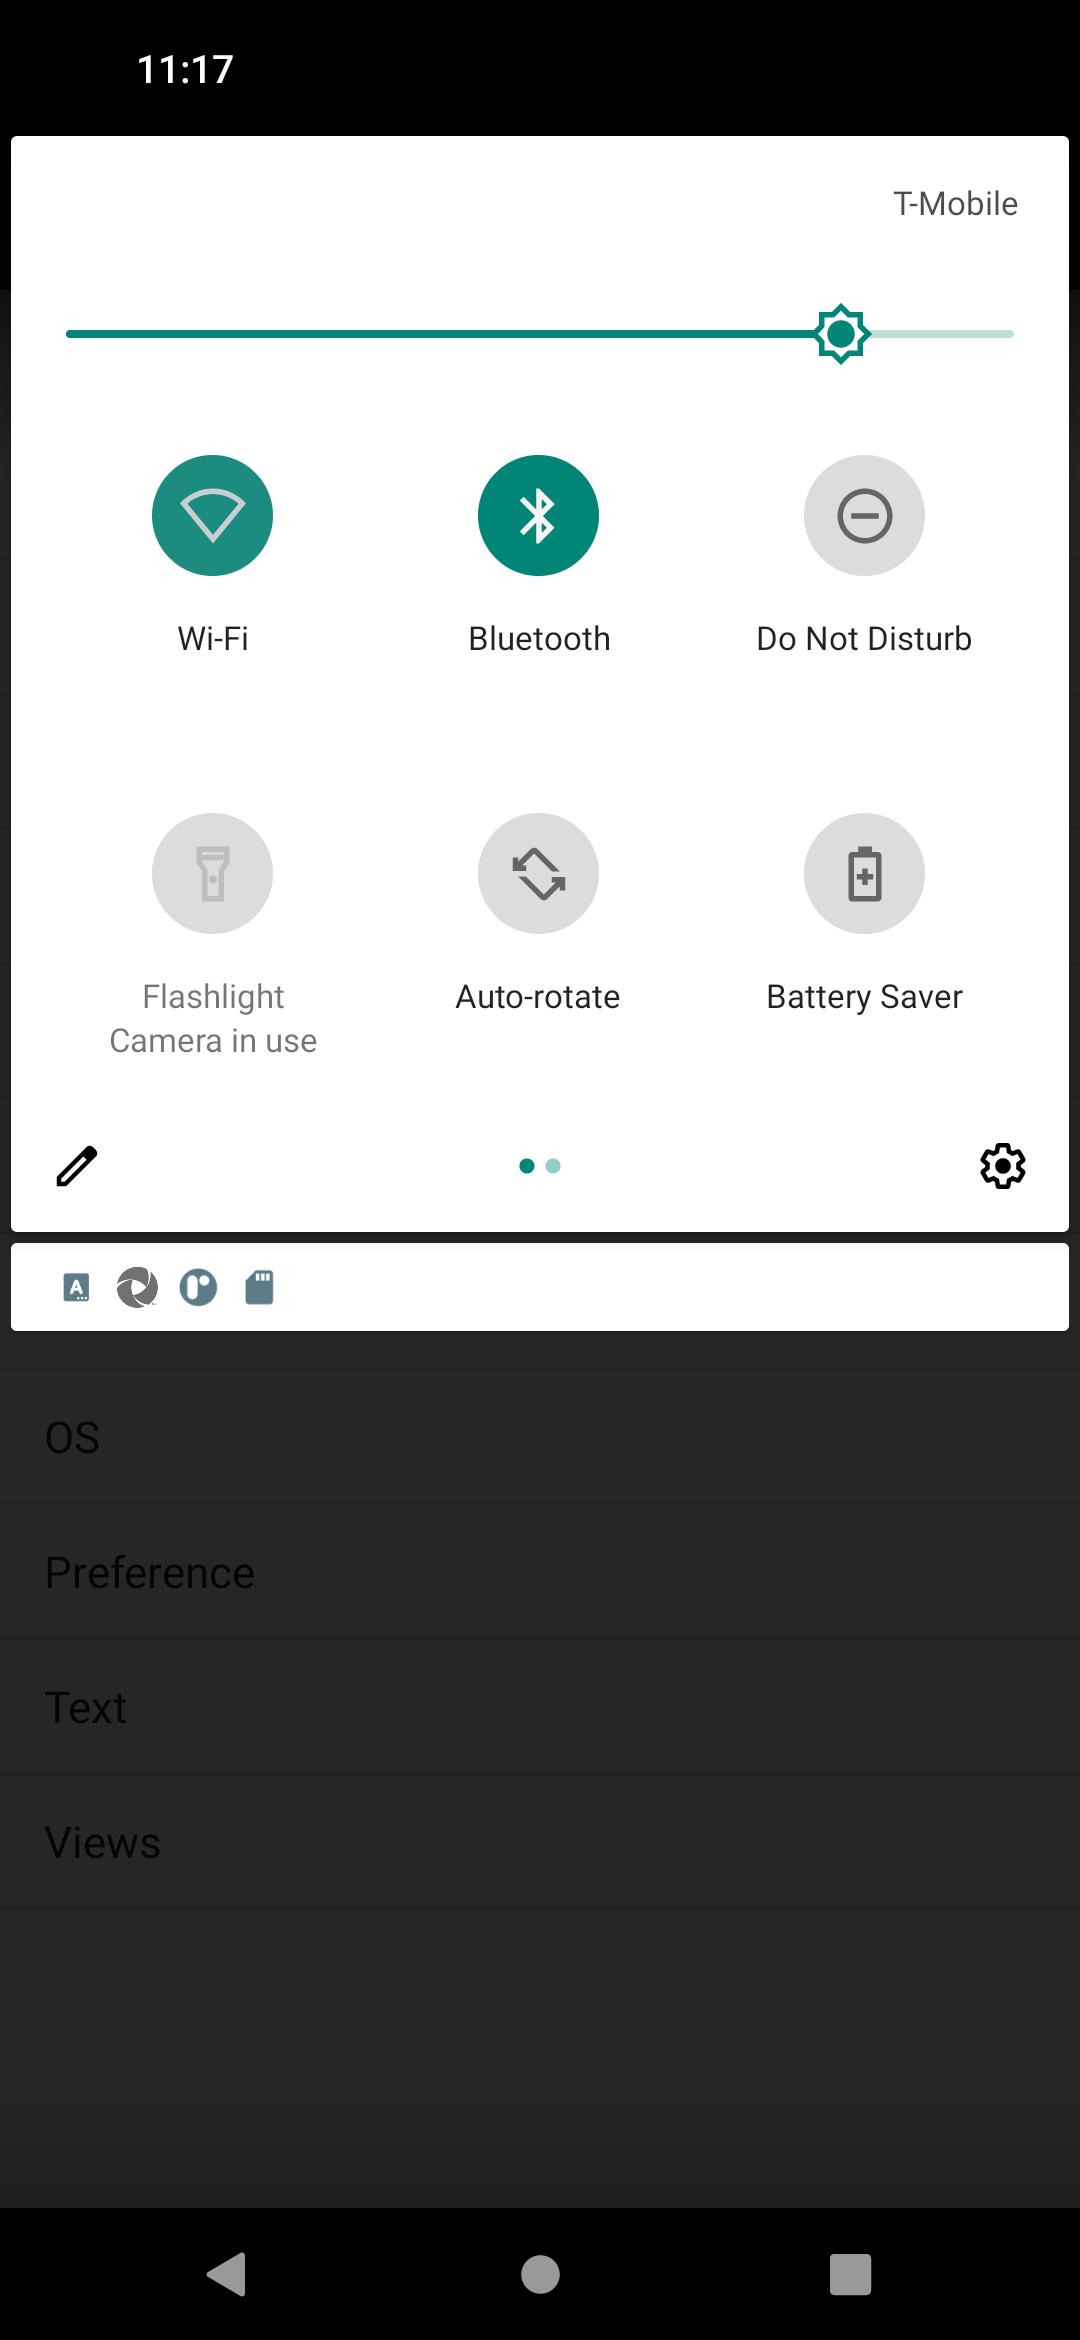 11:17
T-Mobile
Wi-Fi
Bluetooth
Do Not Disturb
Flashlight
Camera in use
Auto-rotate
Battery Saver
A
OS
Preference
Text
Views